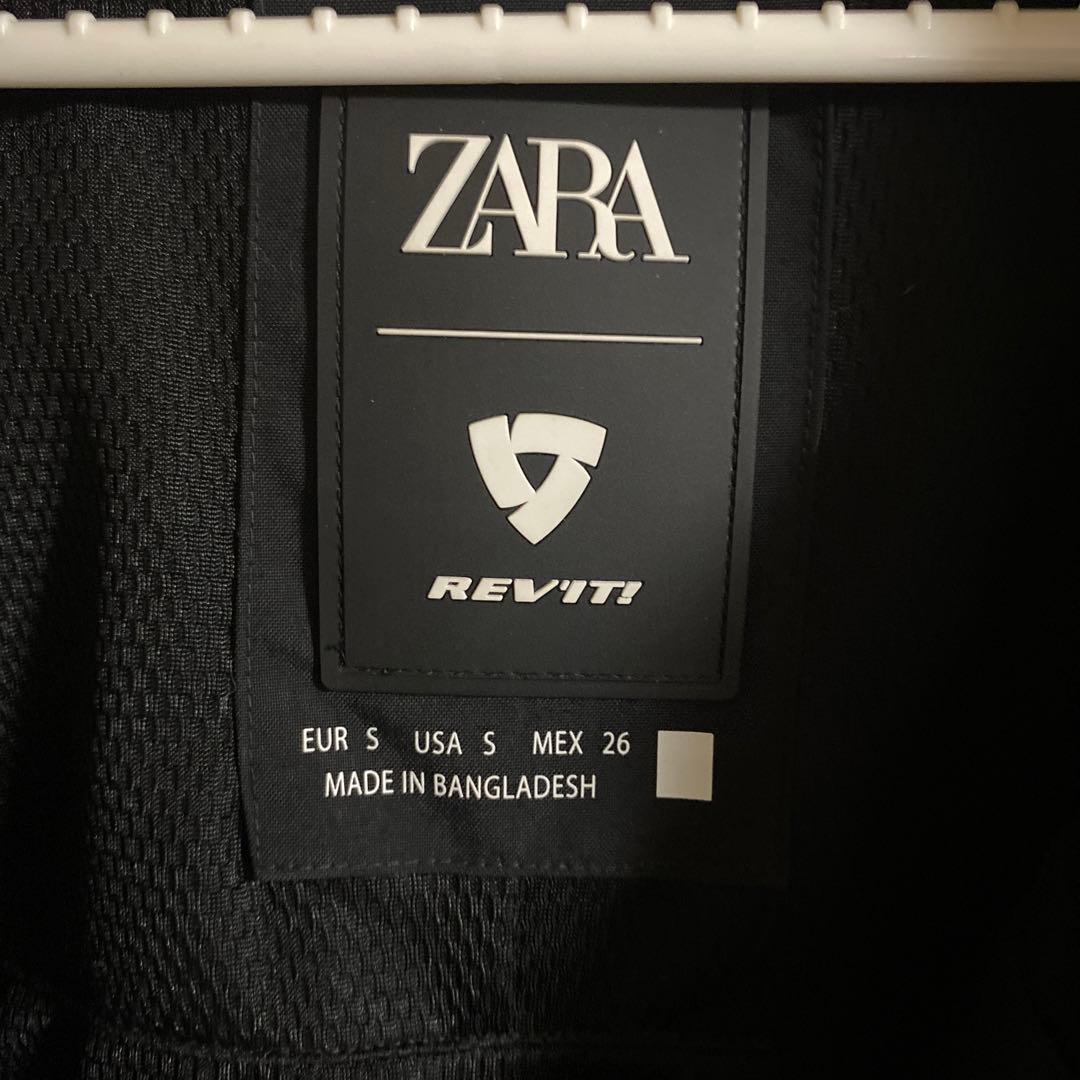 ZARA
REV'IT!
EUR S USA S MEX 26
MADE IN BANGLADESH